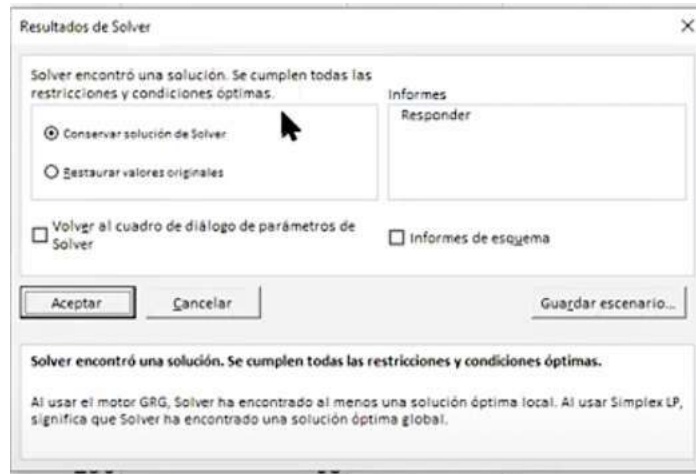 Resultados de Solver
Solver encontró una solución. Se cumplen todas las
restricciones y condiciones óptimas.
Informes
Responder
Conservar solución de Solver
Restaurar valores originales
Volver al cuadro de diálogo de parámetros de
Solver
Informes de esquema
Aceptar
Cancelar
Guardar escenario...
Solver encontró una solución. Se cumplen todas las restricciones y condiciones óptimas.
Al usar el motor GRG, Solver ha encontrado al menos una solución óptima local. Al usar Simplex LP,
significa que Solver ha encontrado una solución óptima global.